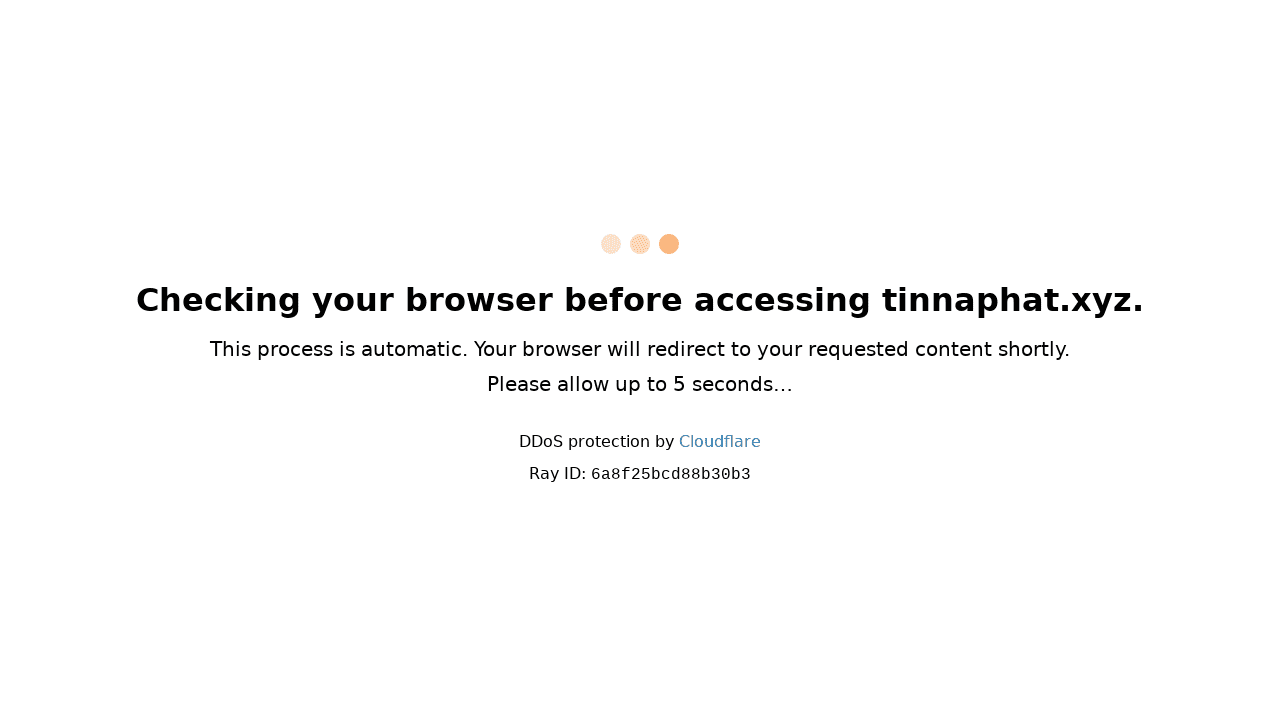 Checking your browser before accessing tinnaphat.xyz.
This process is automatic. Your browser will redirect to your requested content shortly.
Please allow up to 5 seconds…
DDoS protection by Cloudflare
Ray ID: 6a8f25bcd88b30b3